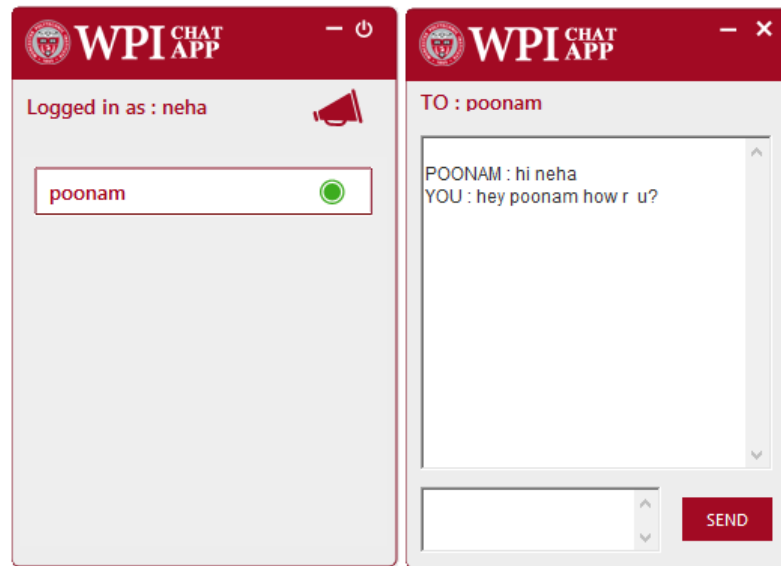 WPI CHAT APP
Logged in as : neha
poonam
WPI CHAT APP
TO : poonam
POONAM : hi neha
YOU : hey poonam how r u?
SEND